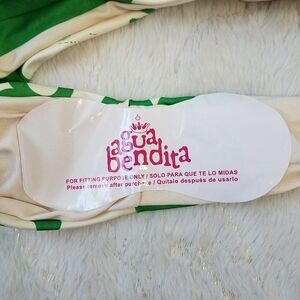 agua
bendita
FOR FITTING PURPOSE ONLY / SOLO PARA QUE TE LO MIDAS
Please remove after purchase / Quitalo después de usarlo